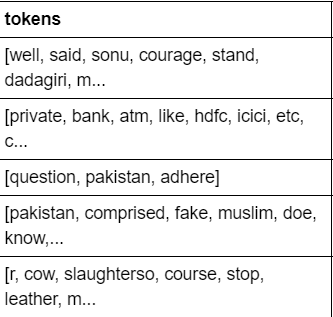 tokens
[well, said, sonu, courage, stand,
dadagiri, m...
[private, bank, atm, like, hdfc, icici, etc,
c...
[question, pakistan, adhere]
[pakistan, comprised, fake, muslim, doe,
know,...
[r, cow, slaughterso, course, stop,
leather, m...